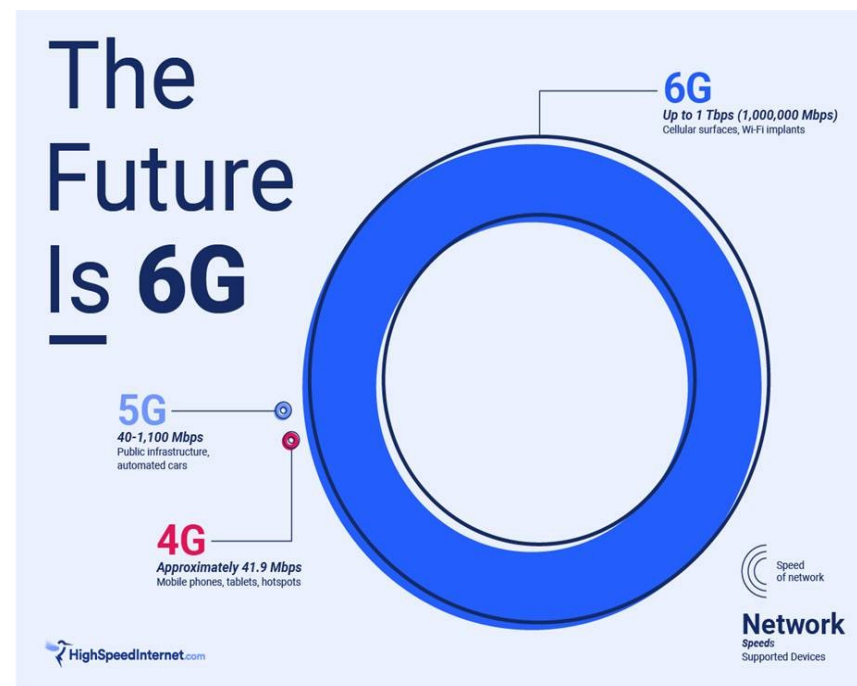 The
Future
Is 6G
6G
Up to 1 Tbps (1,000,000 Mbps)
Cellular surfaces, Wi-Fi implants
5G
40-1,100 Mbps
Public infrastructure,
automated cars
4G
Approximately 41.9 Mbps
Mobile phones, tablets, hotspots
Speed
of network
Network
Speeds
Supported Devices
HighSpeedInternet.com